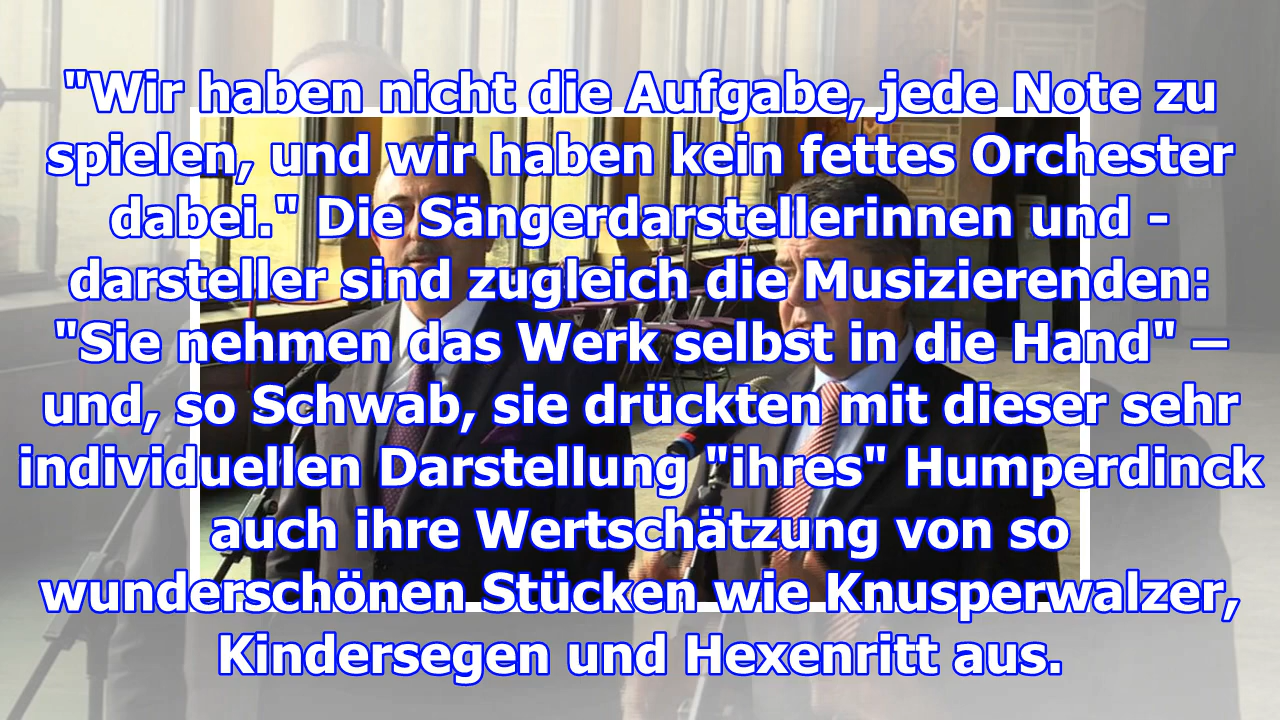 "Wir haben nicht die Aufgabe, jede Note zu
spielen, und wir haben kein fettes Orchester
dabei." Die Sängerdarstellerinnen und -
darsteller sind zugleich die Musizierenden:
"Sie nehmen das Werk selbst in die Hand" –
und, so Schwab, sie drückten mit dieser sehr
individuellen Darstellung "ihres" Humperdinck
auch ihre Wertschätzung von so
wunderschönen Stücken wie Knusperwalzer,
Kindersegen und Hexenritt aus.